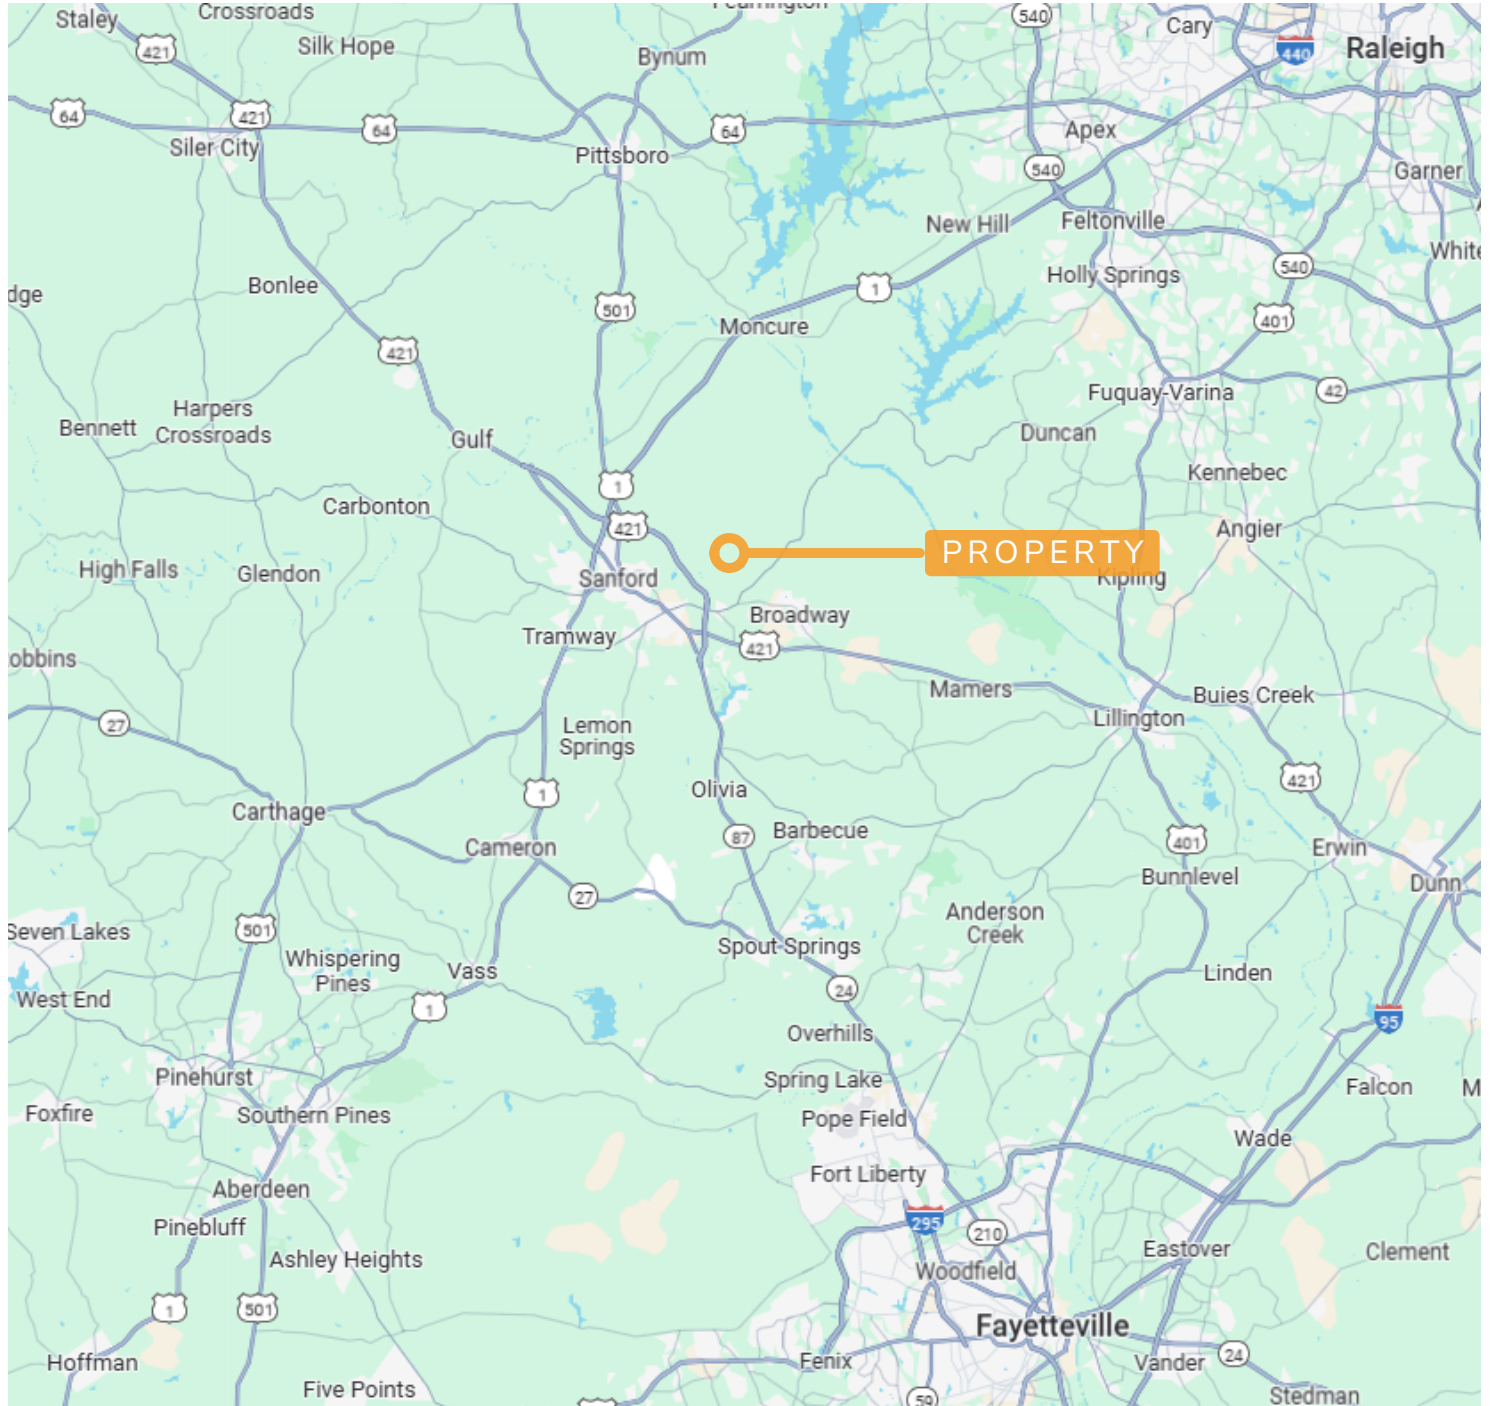 Crossroads
Staley
540
Cary
421
Silk Hope
Bynum
440
Raleigh
64
421
64
64
Apex
Siler City
Pittsboro
540
Garner
New Hill
Feltonville
540
Bonlee
Holly Springs
501
1
401
Moncure
421
Fuquay-Varina
42
Harpers
Crossroads
Bennett
Gulf
Duncan
Kennebec
1
Carbonton
421
Angier
PROPERTY
High Falls
Glendon
Sanford
Kipling
Broadway
Tramway
421
Mamers
Buies Creek
Lillington
27
Lemon
Springs
421
1
Olivia
Carthage
87
Barbecue
401
Cameron
Erwin
Bunnlevel
Dunn
27
Anderson
Creek
501
Seven Lakes
Spout Springs
Whispering
Pines
Vass
Linden
West End
24
1
95
Overhills
Pinehurst
Spring Lake
Falcon
Foxfire
Southern Pines
Pope Field
Wade
Fort Liberty
Aberdeen
Pinebluff
295
210
Eastover
Clement
Ashley Heights
Woodfield
1
501
Fayetteville
Hoffman
Fenix
Vander
24
Five Points
59
Stedman